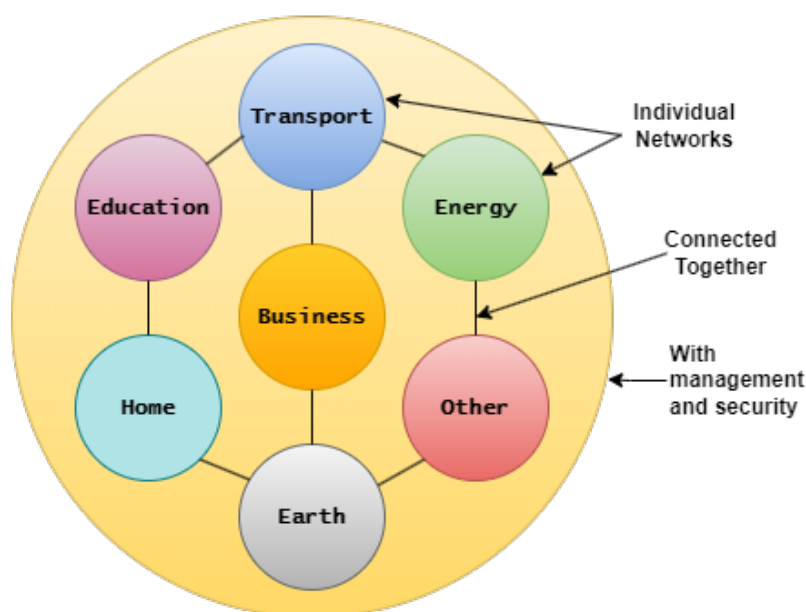 Transport
Individual
Networks
Education
Energy
Connected
Together
Business
With
management
and security
Home
Other
Earth